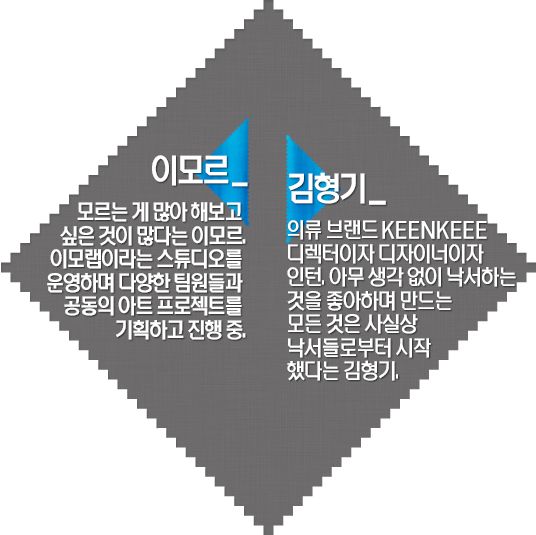 이모르_
모르는 게 많아 해보고
싶은 것이 많다는 이모르.
이모랩이라는 스튜디오를
운영하며 다양한 팀원들과
공동의 아트 프로젝트를
기획하고 진행 중.
김형기_
의류 브랜드 KEENKEEE
디렉터이자 디자이너이자
인턴. 아무 생각 없이 낙서하는
것을 좋아하며 만드는
모든 것은 사실상
낙서들로부터 시작
했다는 김형기.